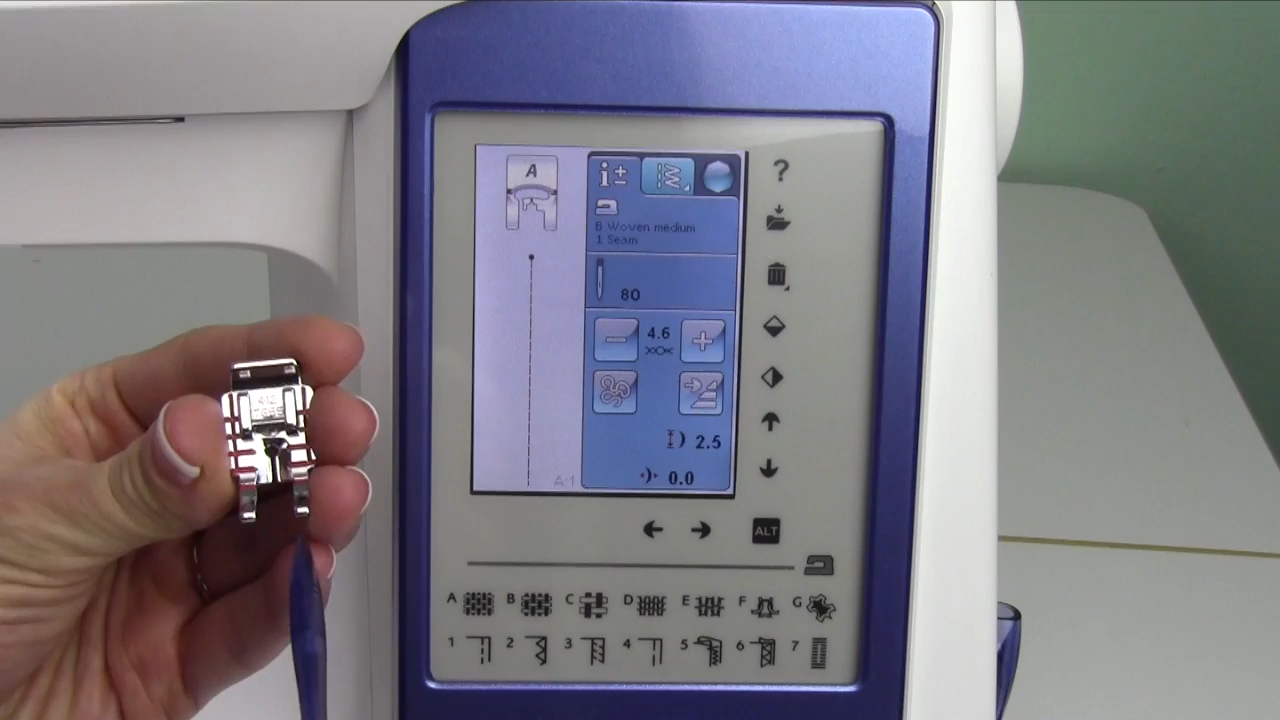 A
i±
?
B Woven medium
1 Seam
80
4.6
2.5
0.0
A:1
ALT
A B C D E F G
1 2 3 4 5 6 7